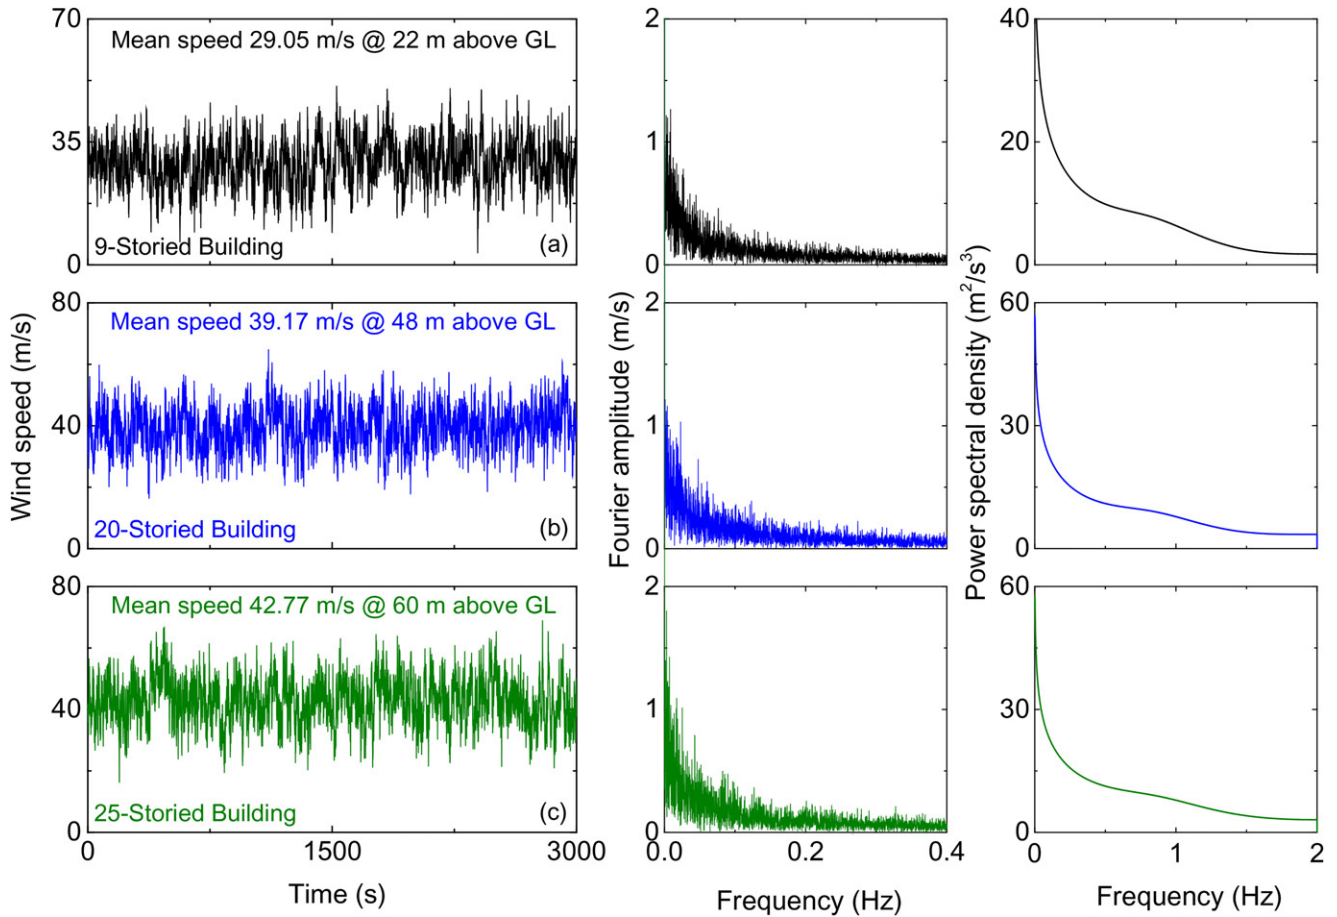 70
Mean speed 29.05 m/s @ 22 m above GL
35
9-Storied Building
(a)
0
80
Mean speed 39.17 m/s @ 48 m above GL
40
20-Storied Building
(b)
0
80
Mean speed 42.77 m/s @ 60 m above GL
40
25-Storied Building
(c)
0
0
1500
3000
Time (s)
Wind speed (m/s)
2
1
0
2
1
0
2
1
0
0.0
0.2
0.4
Frequency (Hz)
Fourier amplitude (m/s)
40
20
0
60
30
0
60
30
0
0
1
2
Frequency (Hz)
Power spectral density (m²/s³)